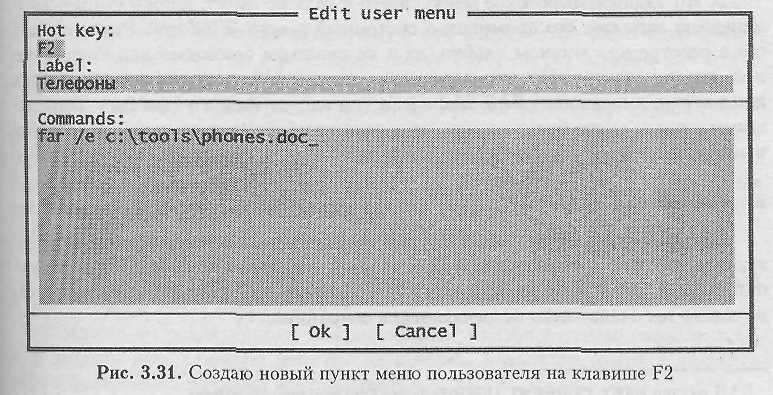 Edit user menu
Hot key:
F2
Label:
Телефоны
Commands:
far /e c:\tools\phones.doc_
[ Ok ] [ Cancel ]
Рис. 3.31. Создаю новый пункт меню пользователя на клавише F2